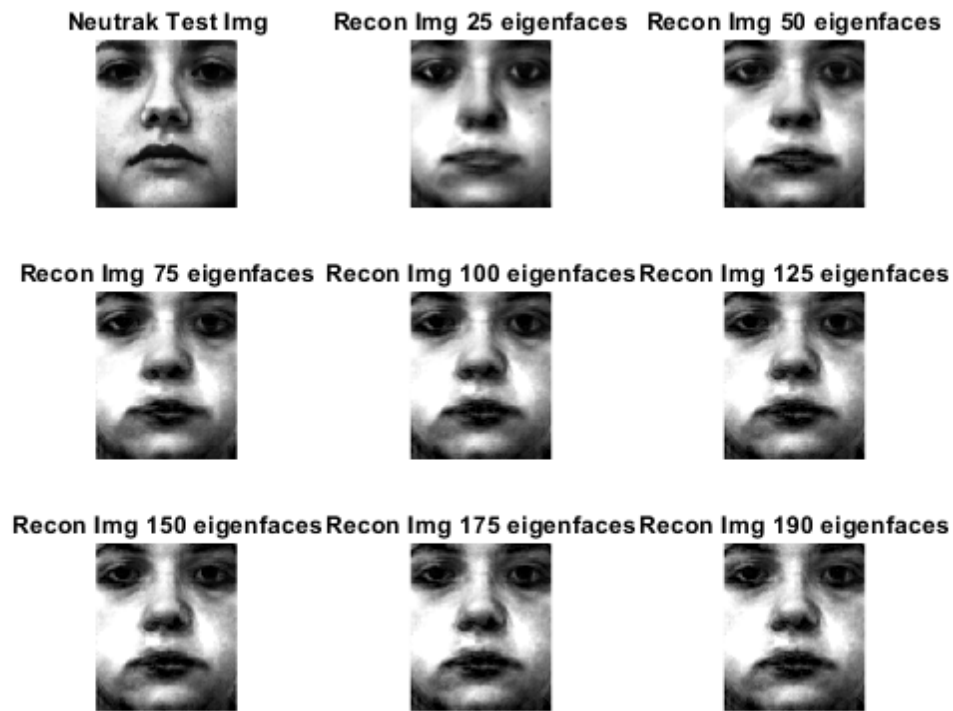 Neutrak Test Img
Recon Img 25 eigenfaces
Recon Img 50 eigenfaces
Recon Img 75 eigenfaces
Recon Img 100 eigenfaces
Recon Img 125 eigenfaces
Recon Img 150 eigenfaces
Recon Img 175 eigenfaces
Recon Img 190 eigenfaces